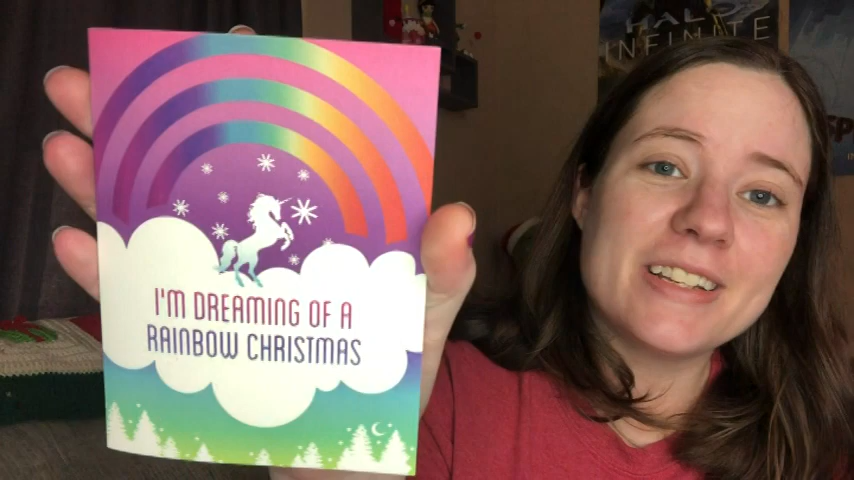 HALO
INFINITE
I'M DREAMING OF A
RAINBOW CHRISTMAS